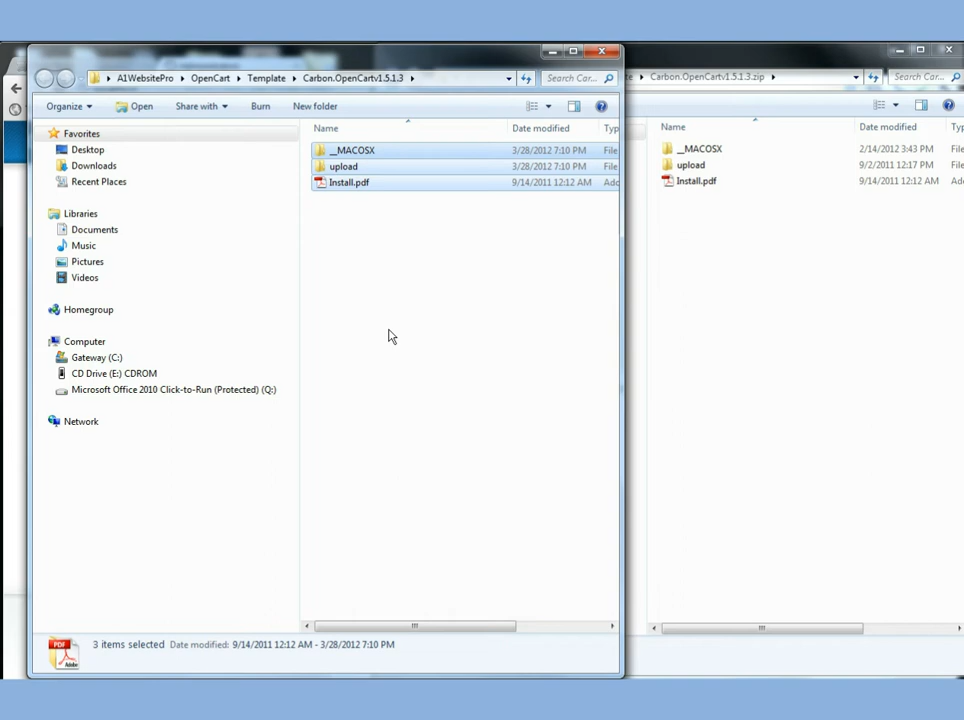 A1WebsitePro ▸ OpenCart ▸ Template ▸ Carbon.OpenCartv1.5.1.3 ▸
Search Car...
Carbon.OpenCartv1.5.1.3.zip ▸
Search Car...
Organize
Open
Share with
Burn
New folder
Favorites
Desktop
Downloads
Recent Places
Libraries
Documents
Music
Pictures
Videos
Homegroup
Computer
Gateway (C:)
CD Drive (E:) CDROM
Microsoft Office 2010 Click-to-Run (Protected) (Q:)
Network
Name Date modified Typ
__MACOSX 3/28/2012 7:10 PM File
upload 3/28/2012 7:10 PM File
Install.pdf 9/14/2011 12:12 AM Ado
Name Date modified Typ
__MACOSX 2/14/2012 3:43 PM File
upload 9/2/2011 12:17 PM File
Install.pdf 9/14/2011 12:12 AM Ado
3 items selected Date modified: 9/14/2011 12:12 AM - 3/28/2012 7:10 PM
PDF
Adobe